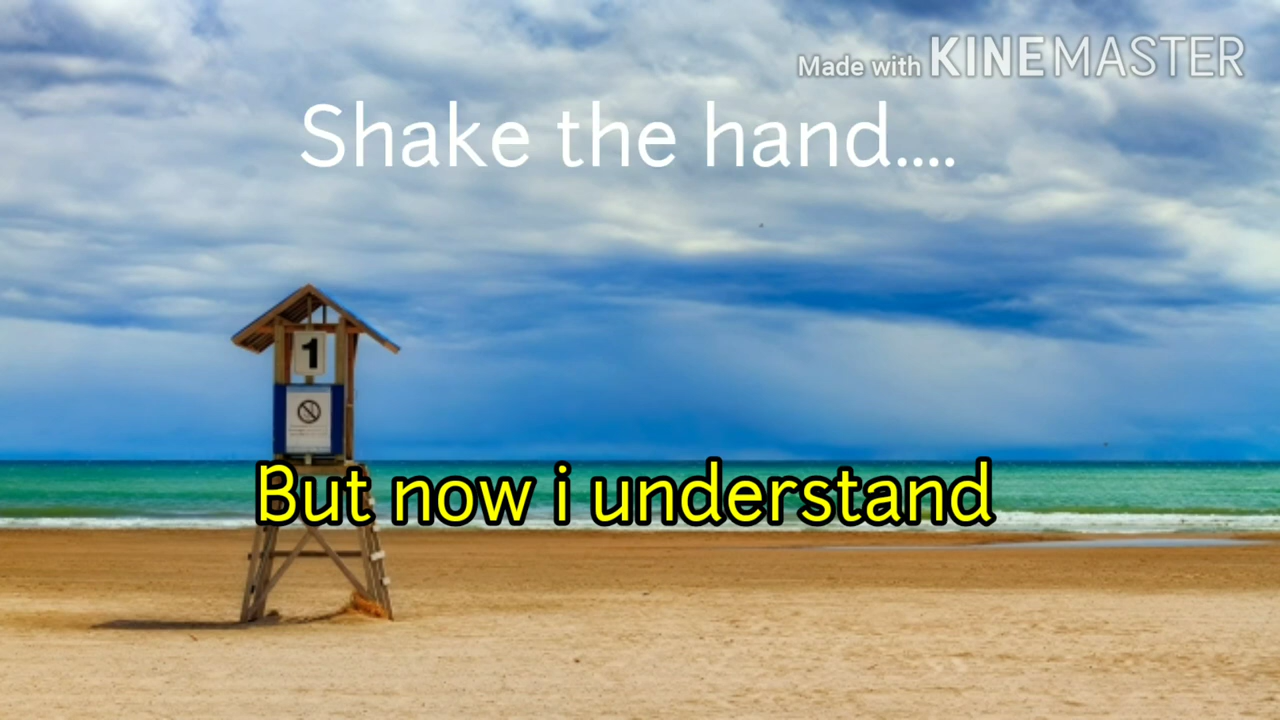 Made with KINEMASTER
Shake the hand....
1
But now i understand